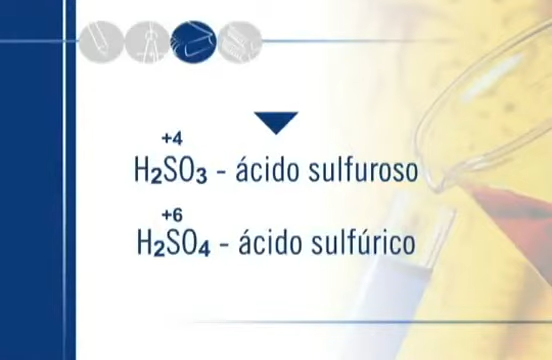 +4
H₂SO₃ - ácido sulfuroso
+6
H₂SO₄ - ácido sulfúrico